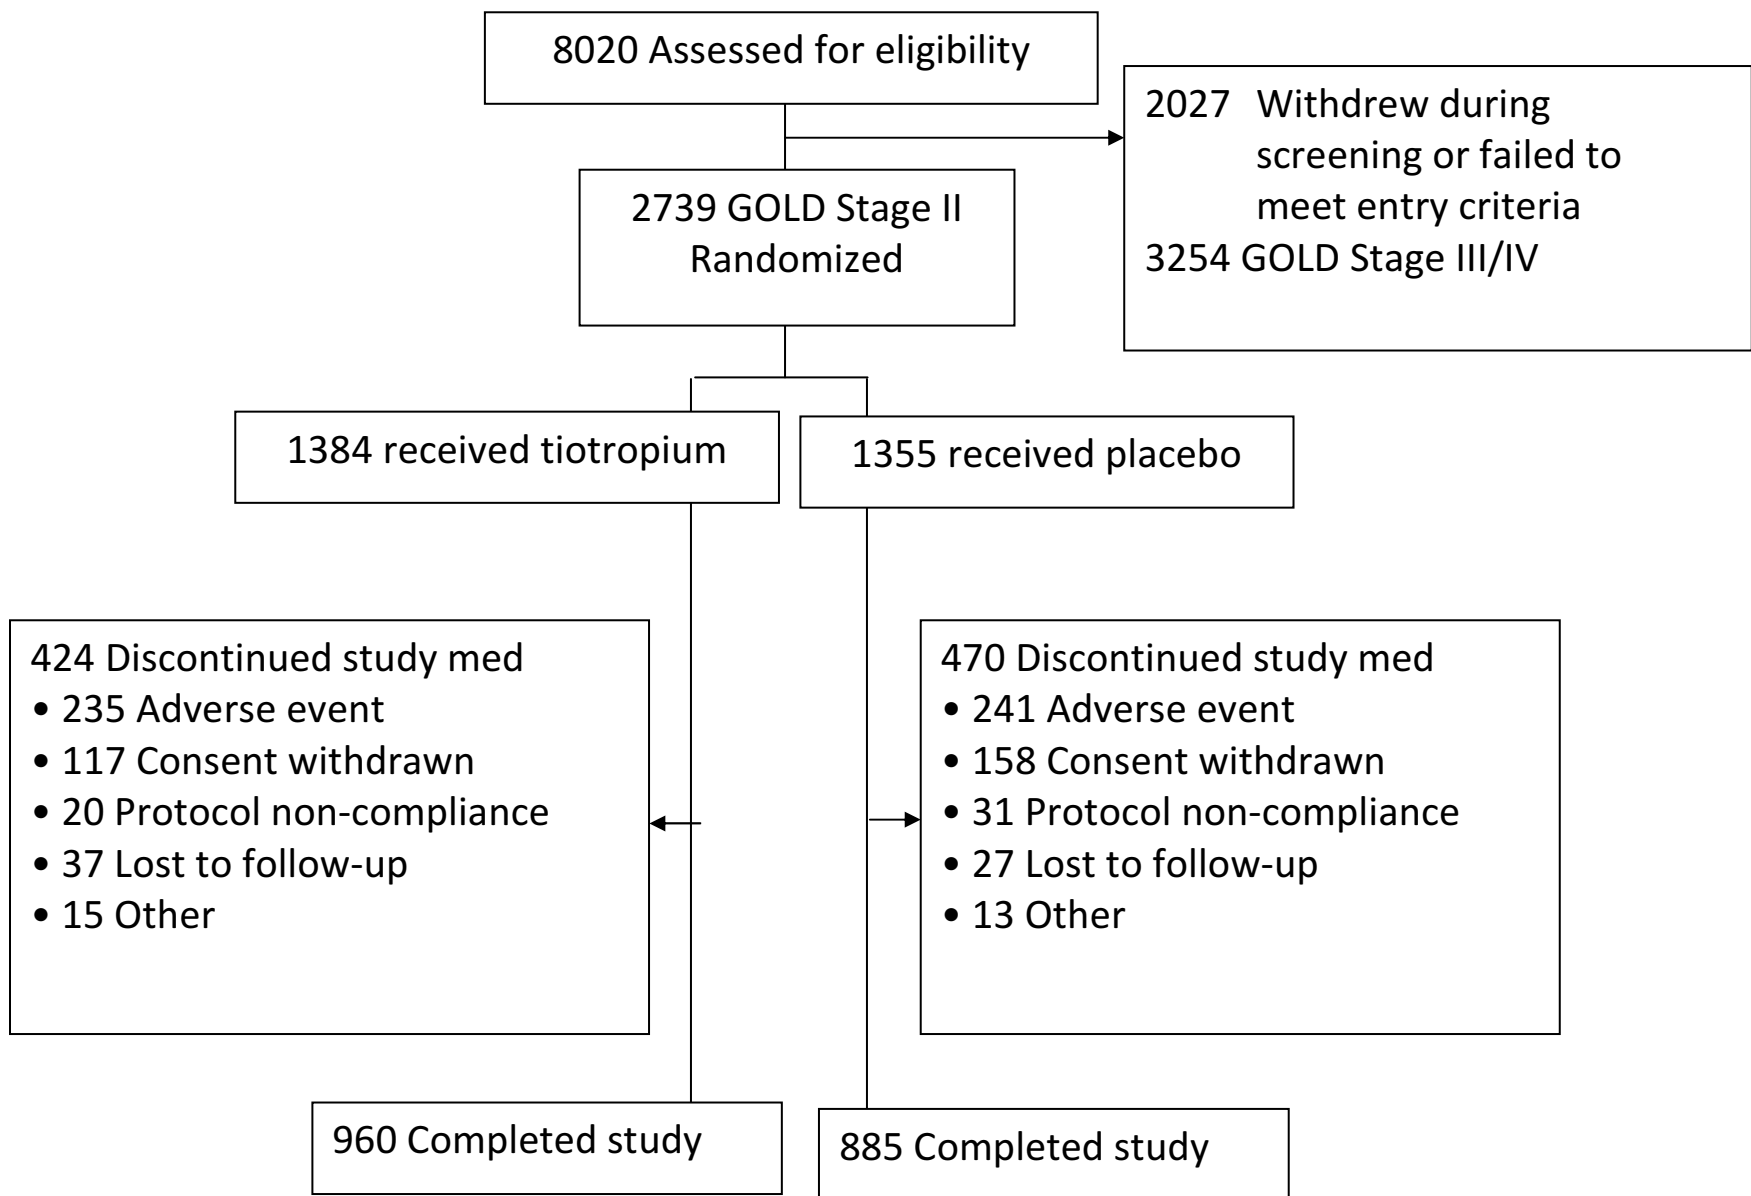 8020 Assessed for eligibility
2027 Withdrew during
screening or failed to
meet entry criteria
3254 GOLD Stage III/IV
2739 GOLD Stage II
Randomized
1384 received tiotropium
1355 received placebo
424 Discontinued study med
• 235 Adverse event
• 117 Consent withdrawn
• 20 Protocol non-compliance
• 37 Lost to follow-up
• 15 Other
470 Discontinued study med
• 241 Adverse event
• 158 Consent withdrawn
• 31 Protocol non-compliance
• 27 Lost to follow-up
• 13 Other
960 Completed study
885 Completed study